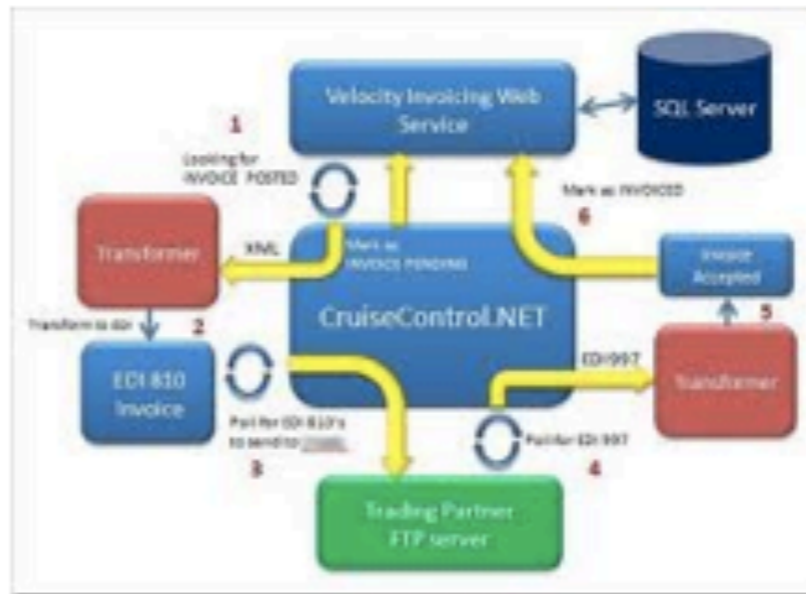 Velocity Invoicing Web
Service
SQL Server
1
Looking for
INVOICE POSTED
Mark as INVOICED
6
Transformer
XML
Mark as
INVOICE PENDING
Invoice
Accepted
CruiseControl.NET
Transform to EDI
2
5
EDI 810
Invoice
EDI 997
Transformer
Poll for EDI 810's
to send to
3
Poll for EDI 997
4
Trading Partner
FTP server